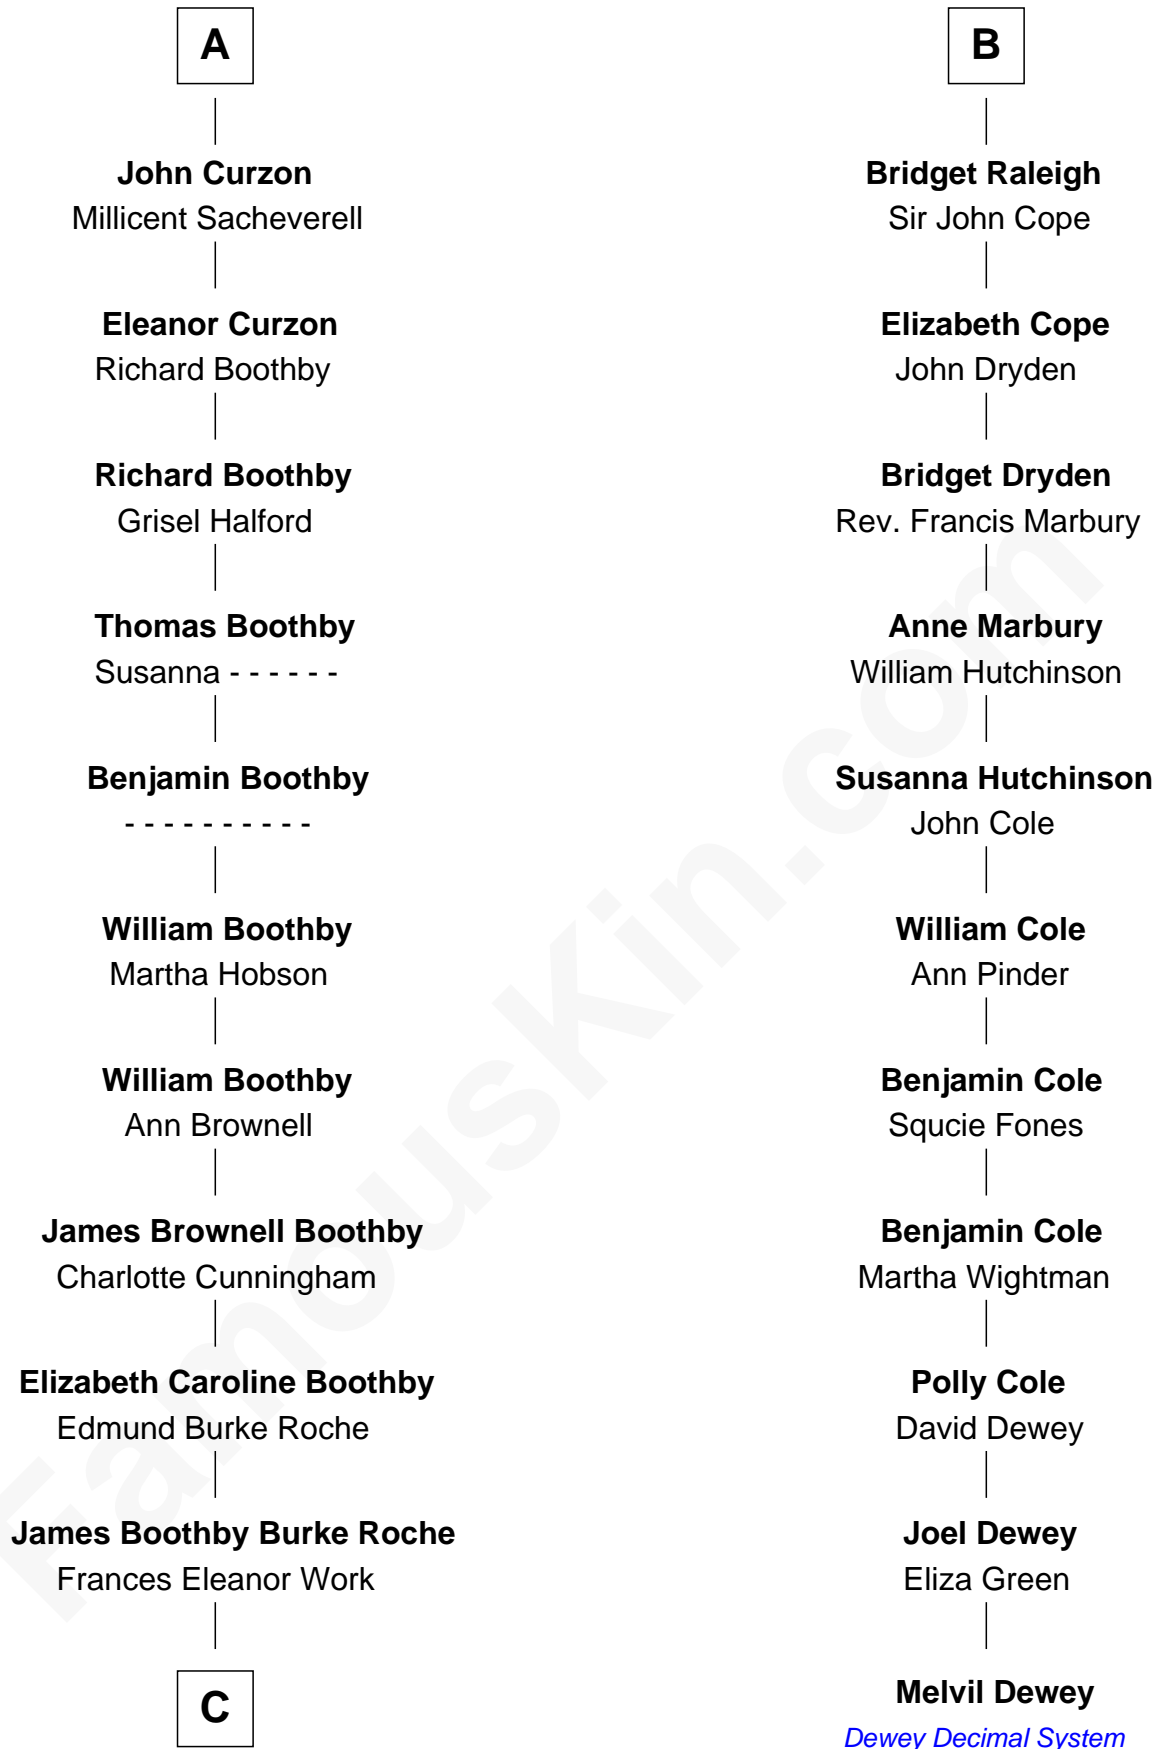 A
John Curzon
Millicent Sacheverell
Eleanor Curzon
Richard Boothby
Richard Boothby
Grisel Halford
Thomas Boothby
Susanna - - - - - -
Benjamin Boothby
- - - - - - - - - -
William Boothby
Martha Hobson
William Boothby
Ann Brownell
James Brownell Boothby
Charlotte Cunningham
Elizabeth Caroline Boothby
Edmund Burke Roche
James Boothby Burke Roche
Frances Eleanor Work
C
B
Bridget Raleigh
Sir John Cope
Elizabeth Cope
John Dryden
Bridget Dryden
Rev. Francis Marbury
Anne Marbury
William Hutchinson
Susanna Hutchinson
John Cole
William Cole
Ann Pinder
Benjamin Cole
Squcie Fones
Benjamin Cole
Martha Wightman
Polly Cole
David Dewey
Joel Dewey
Eliza Green
Melvil Dewey
Dewey Decimal System
FamousKin.com